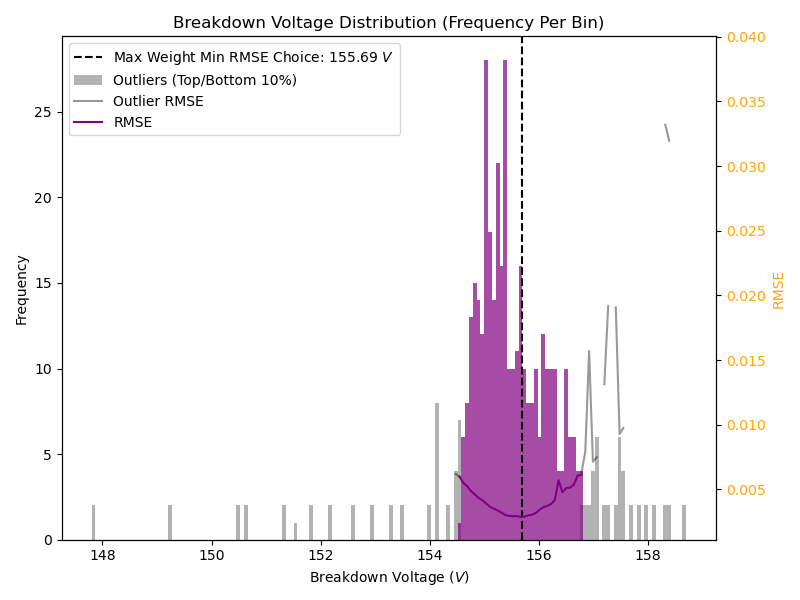 Breakdown Voltage Distribution (Frequency Per Bin)
Max Weight Min RMSE Choice: 155.69 V
Outliers (Top/Bottom 10%)
Outlier RMSE
RMSE
Frequency
0
5
10
15
20
25
148
150
152
154
156
158
Breakdown Voltage (V)
0.040
0.035
0.030
0.025
0.020
0.015
0.010
0.005
RMSE